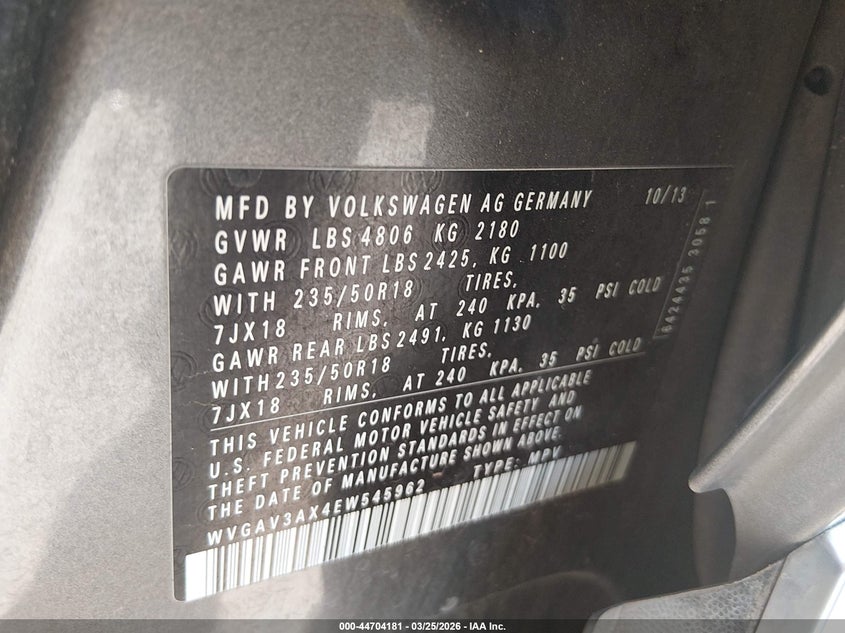 MFD BY VOLKSWAGEN AG GERMANY 10/13
GVWR LBS 4806 KG 2180
GAWR FRONT LBS 2425, KG 1100
WITH 235/50R18 TIRES,
7JX18 RIMS, AT 240 KPA, 35 PSI COLD
GAWR REAR LBS 2491, KG 1130
WITH 235/50R18 TIRES,
7JX18 RIMS, AT 240 KPA, 35 PSI COLD
THIS VEHICLE CONFORMS TO ALL APPLICABLE
U.S. FEDERAL MOTOR VEHICLE SAFETY AND
THEFT PREVENTION STANDARDS IN EFFECT ON
THE DATE OF MANUFACTURE SHOWN ABOVE.
WVGAV3AX4EW545962 TYPE: MPV
3058 1
000-44704181 - 03/25/2026 - IAA Inc.